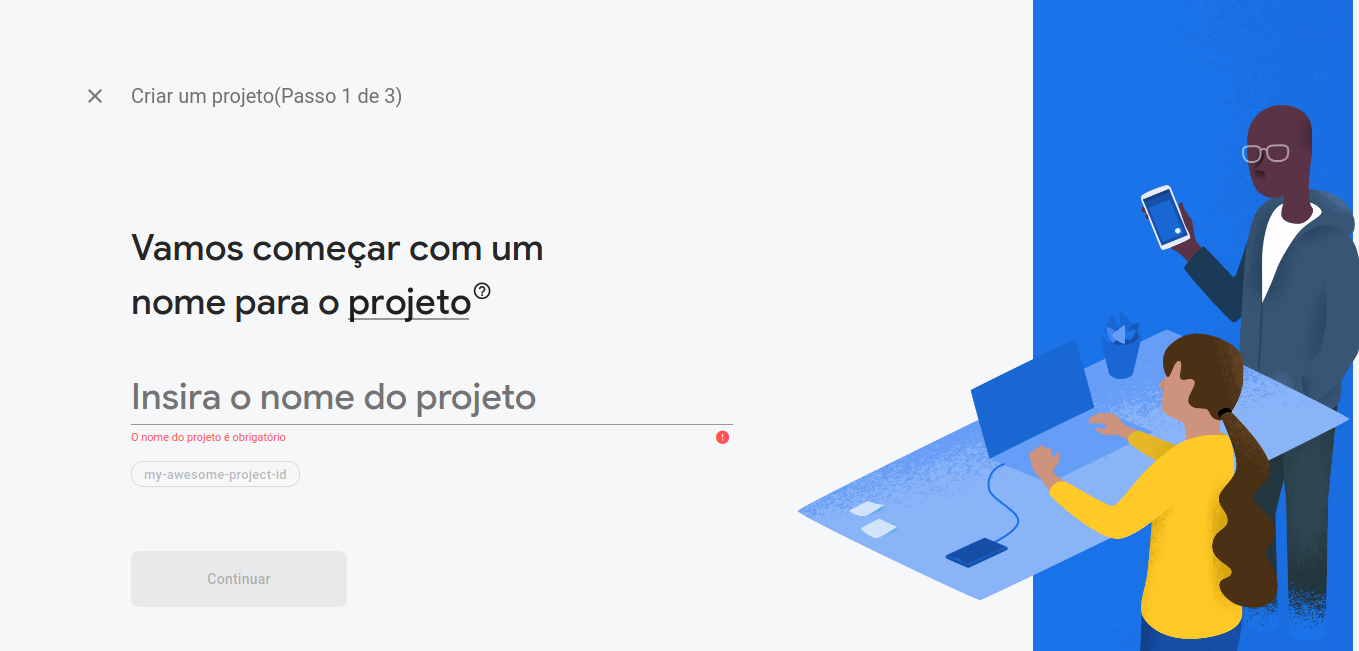 Criar um projeto(Passo 1 de 3)
Vamos começar com um
nome para o projeto
Insira o nome do projeto
O nome do projeto é obrigatório
my-awesome-project-id
Continuar